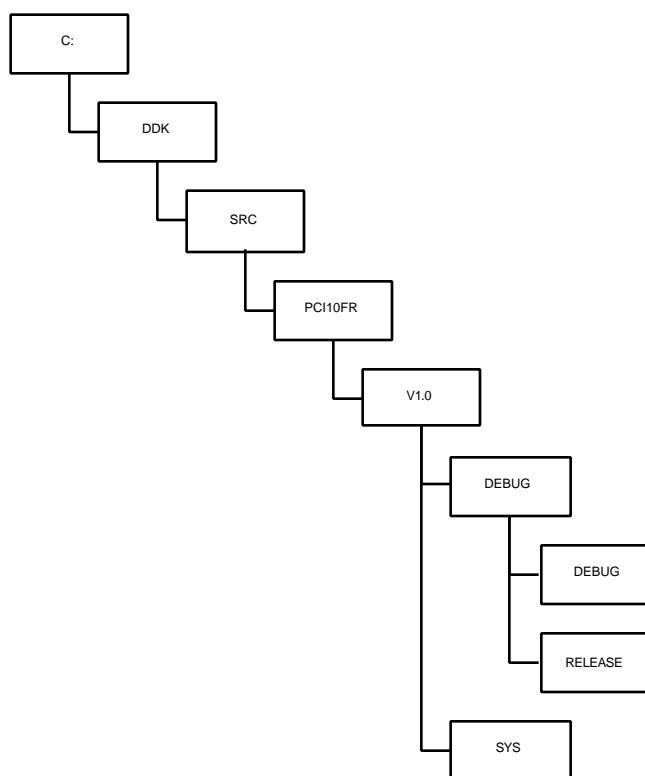 C:
DDK
SRC
PCI10FR
V1.0
DEBUG
DEBUG
RELEASE
SYS